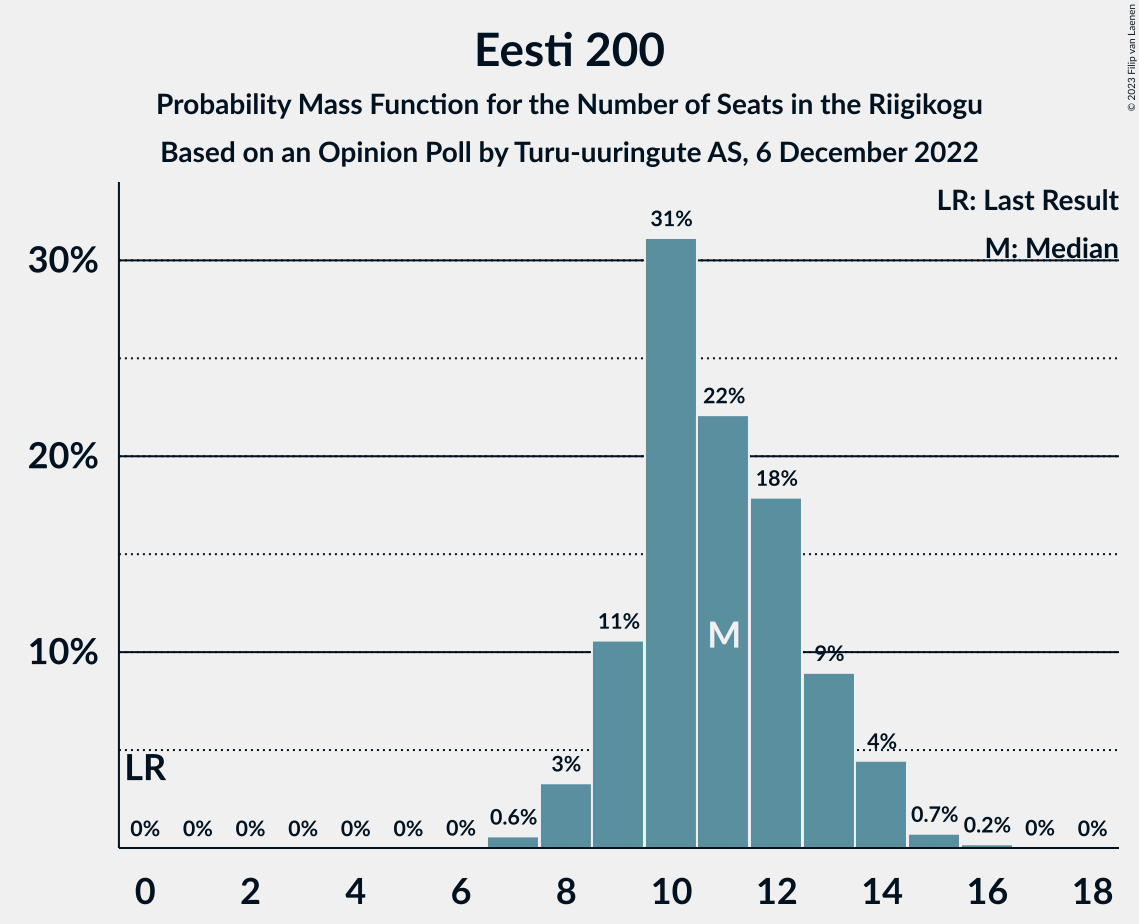 Eesti 200
Probability Mass Function for the Number of Seats in the Riigikogu
Based on an Opinion Poll by Turu-uuringute AS, 6 December 2022
© 2023 Filip van Laenen
LR: Last Result
M: Median
30%
20%
10%
31%
22%
18%
11%
M
9%
4%
LR
3%
0% 0% 0% 0% 0% 0% 0% 0.6% 0.7% 0.2% 0% 0%
0 2 4 6 8 10 12 14 16 18